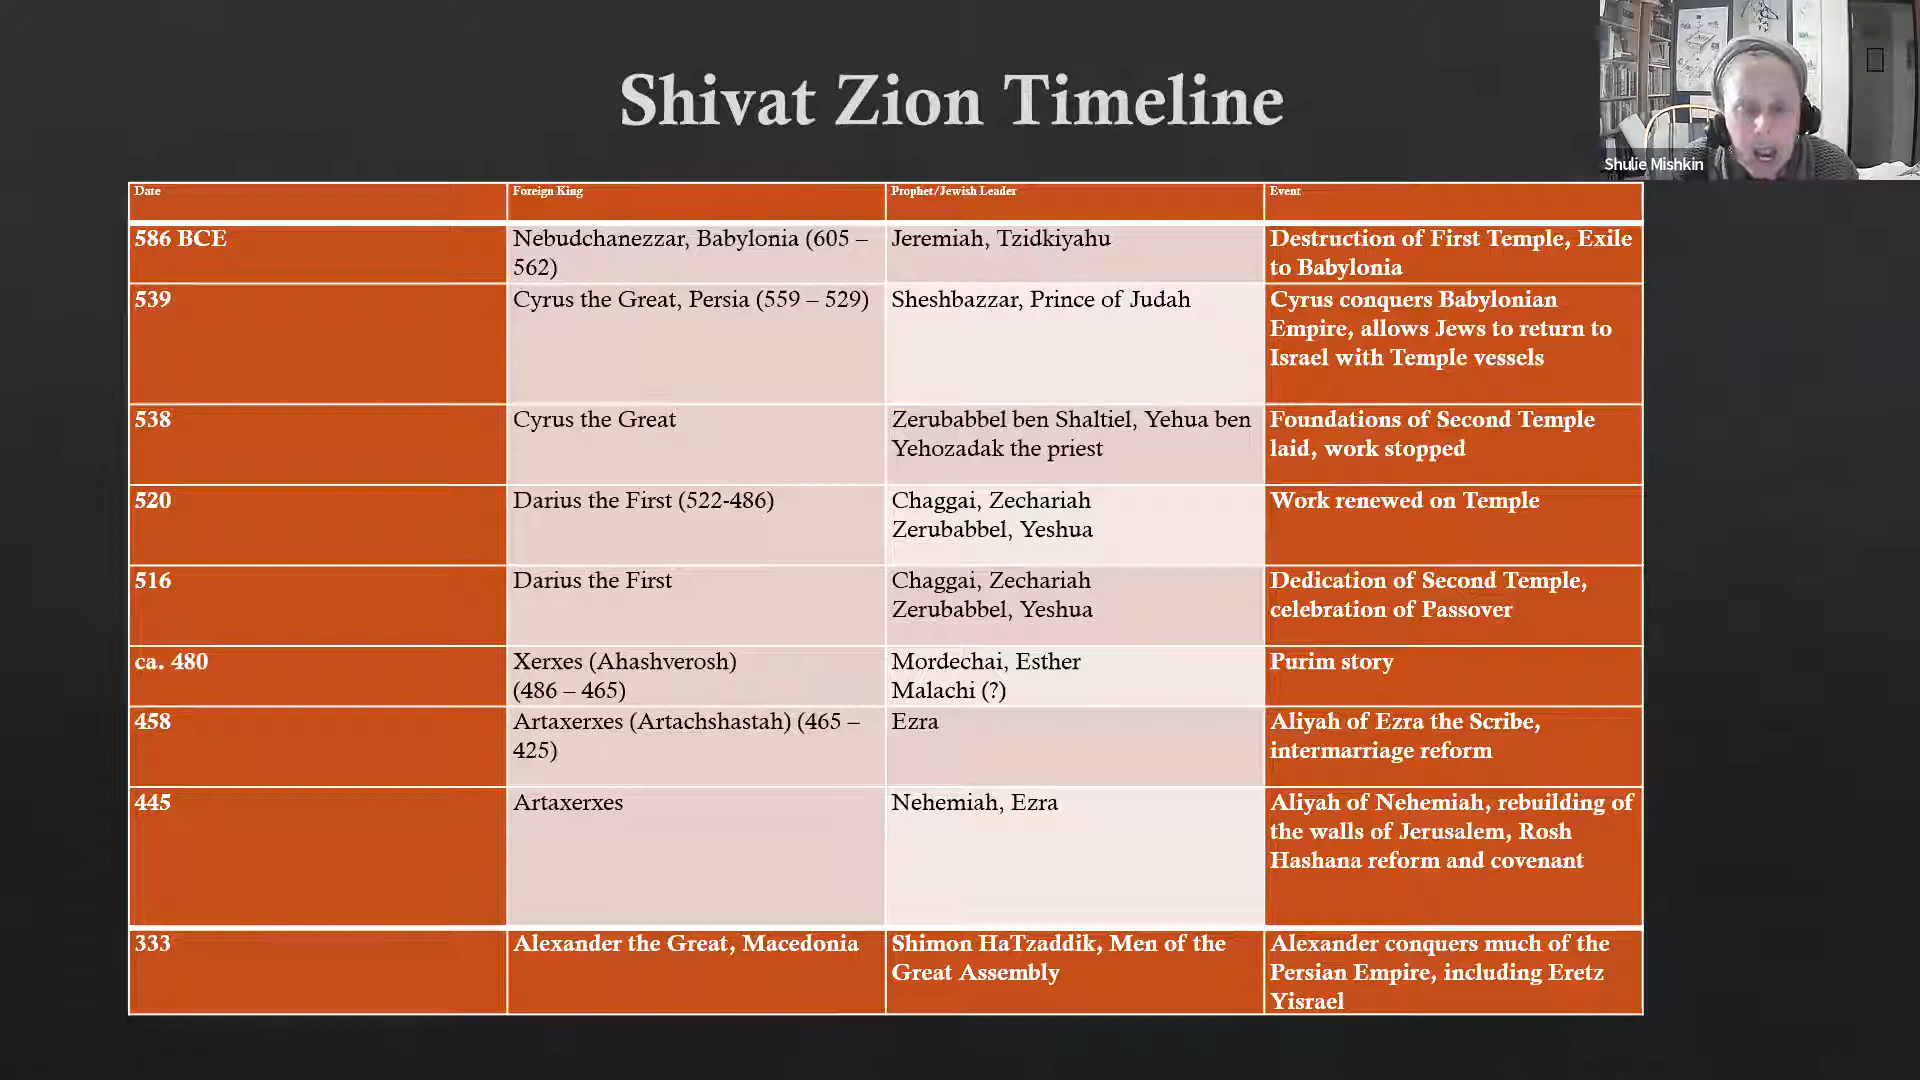 Shivat Zion Timeline
Shulie Mishkin
Date
Foreign King
Prophet/Jewish Leader
Event
586 BCE
Nebudchanezzar, Babylonia (605 –
562)
Jeremiah, Tzidkiyahu
Destruction of First Temple, Exile
to Babylonia
539
Cyrus the Great, Persia (559 – 529)
Sheshbazzar, Prince of Judah
Cyrus conquers Babylonian
Empire, allows Jews to return to
Israel with Temple vessels
538
Cyrus the Great
Zerubabbel ben Shaltiel, Yehua ben
Yehozadak the priest
Foundations of Second Temple
laid, work stopped
520
Darius the First (522-486)
Chaggai, Zechariah
Zerubabbel, Yeshua
Work renewed on Temple
516
Darius the First
Chaggai, Zechariah
Zerubabbel, Yeshua
Dedication of Second Temple,
celebration of Passover
ca. 480
Xerxes (Ahashverosh)
(486 – 465)
Mordechai, Esther
Malachi (?)
Purim story
458
Artaxerxes (Artachshastah) (465 –
425)
Ezra
Aliyah of Ezra the Scribe,
intermarriage reform
445
Artaxerxes
Nehemiah, Ezra
Aliyah of Nehemiah, rebuilding of
the walls of Jerusalem, Rosh
Hashana reform and covenant
333
Alexander the Great, Macedonia
Shimon HaTzaddik, Men of the
Great Assembly
Alexander conquers much of the
Persian Empire, including Eretz
Yisrael